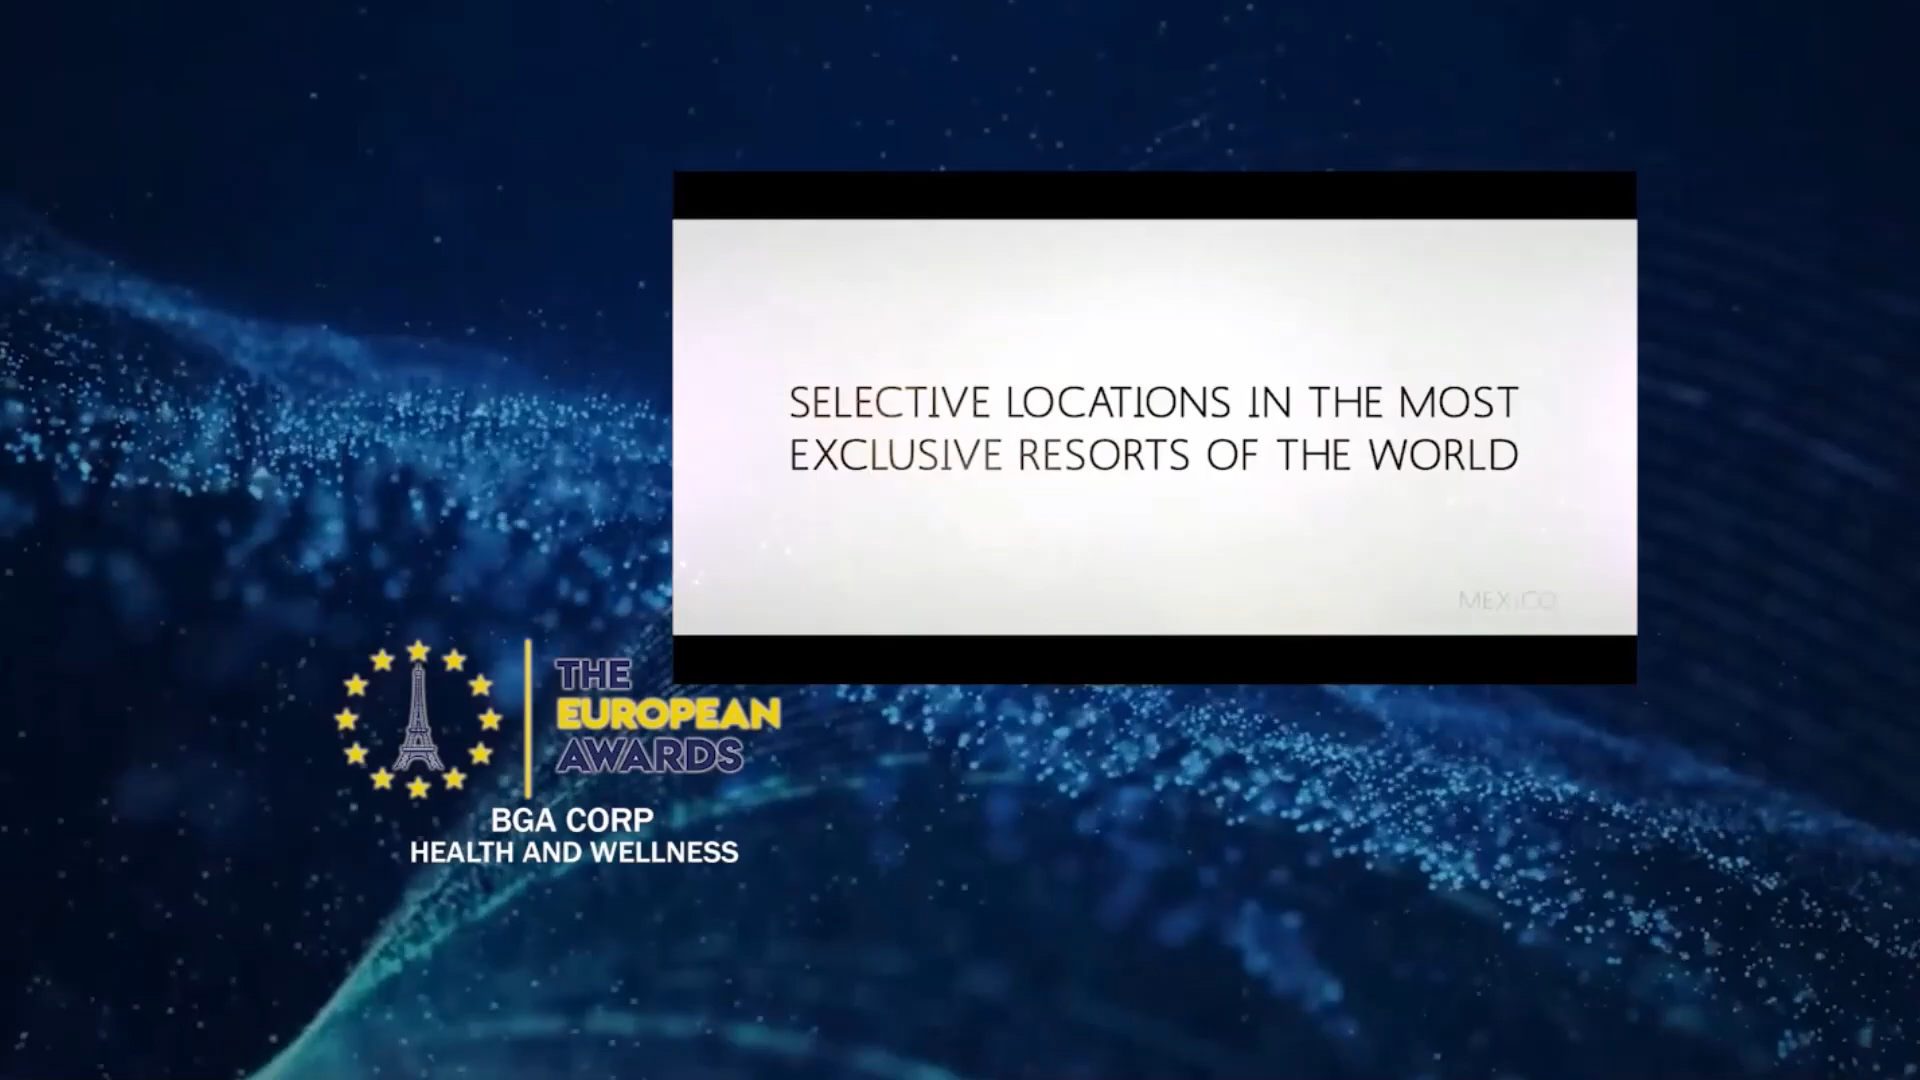 SELECTIVE LOCATIONS IN THE MOST
EXCLUSIVE RESORTS OF THE WORLD
MEXICO
THE
EUROPEAN
AWARDS
BGA CORP
HEALTH AND WELLNESS